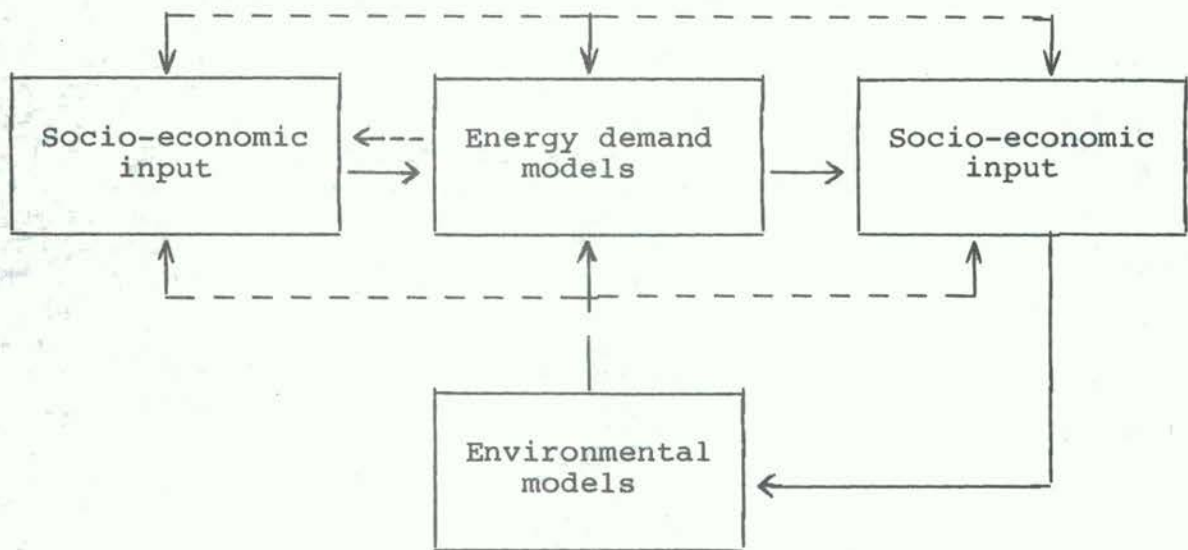 Socio-economic
input
Energy demand
models
Socio-economic
input
Environmental
models